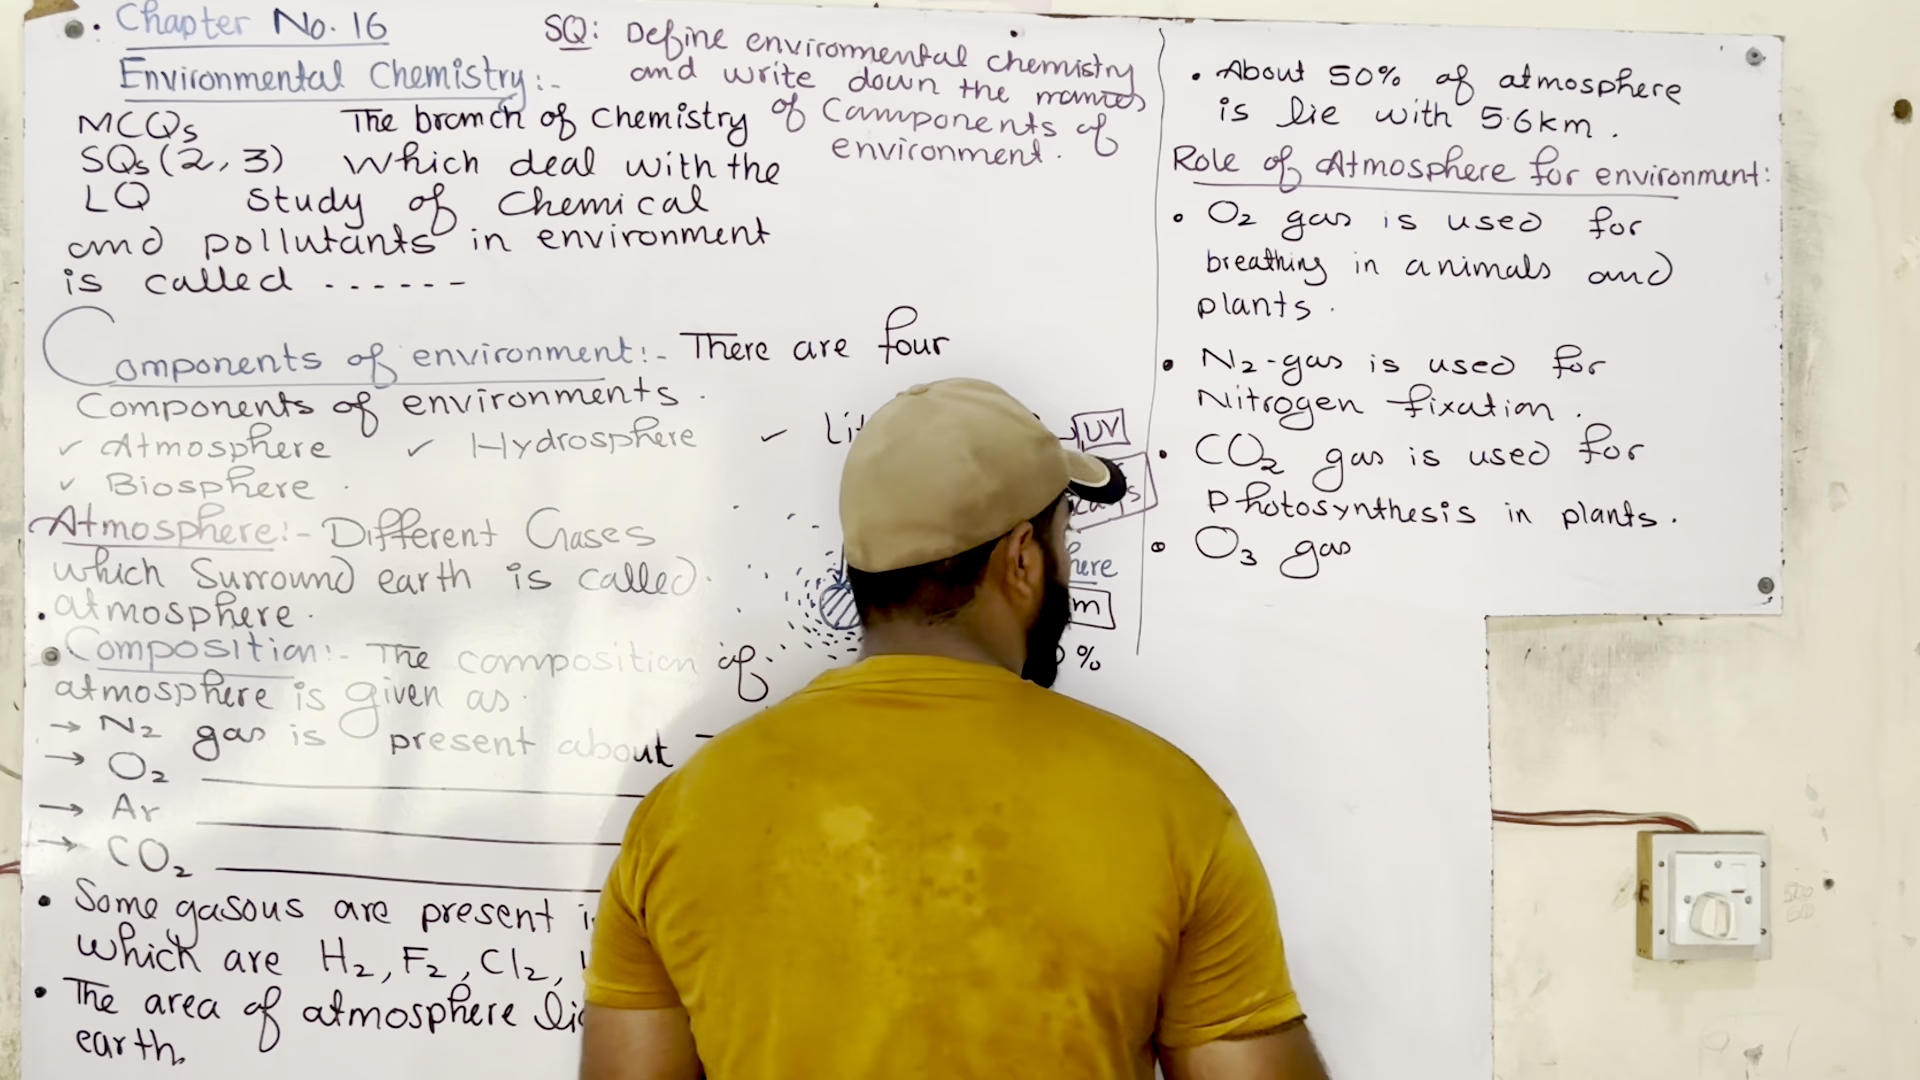 Chapter No. 16
Environmental Chemistry:-
MCQs
SQs (2, 3)
LQ
The branch of Chemistry
which deal with the
study of Chemical
and pollutants in environment
is called ------
SQ: Define environmental chemistry
and write down the names
of Components of
environment.
Components of environment:- There are four
Components of environments.
✓ Atmosphere ✓ Hydrosphere ✓
✓ Biosphere.
Atmosphere:- Different Gases
which Surround earth is called
atmosphere.
Composition:- The composition of
atmosphere is given as
→ N2 gas is present about
→ O2
→ Ar
→ CO2
• Some gasous are present
which are H2, F2, Cl2,
• The area of atmosphere
earth.
UV
%
• About 50% of atmosphere
is lie with 5.6km.
Role of Atmosphere for environment:
• O2 gas is used for
breathing in animals and
plants.
• N2-gas is used for
Nitrogen fixation.
• CO2 gas is used for
Photosynthesis in plants.
• O3 gas